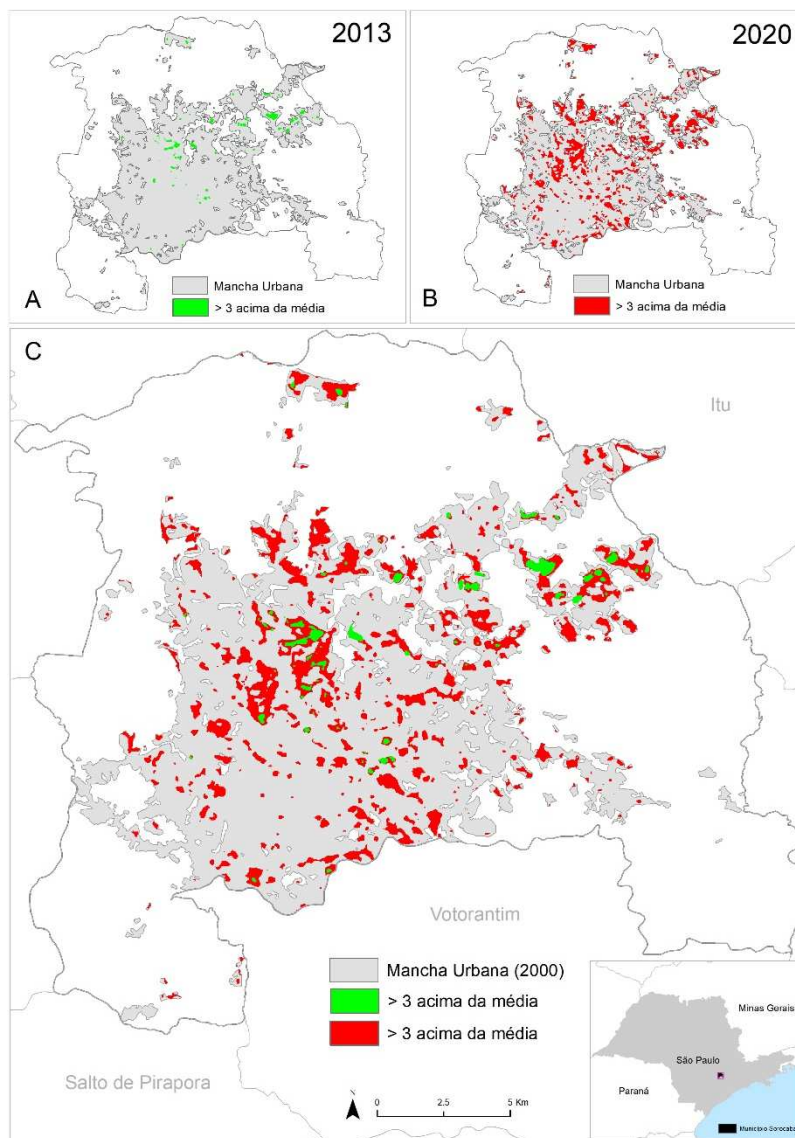 2013
Mancha Urbana
> 3 acima da média
A
2020
Mancha Urbana
> 3 acima da média
B
C
Itu
Votorantim
Mancha Urbana (2000)
> 3 acima da média
> 3 acima da média
Salto de Pirapora
N
0 2.5 5 Km
Minas Gerais
São Paulo
Paraná
Município Sorocaba